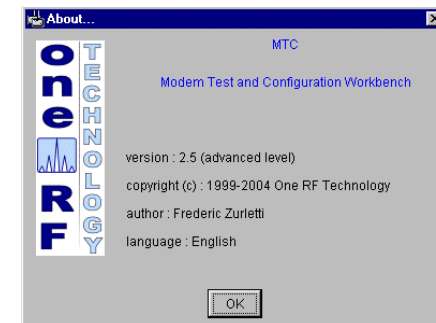 About...
one RF
TECHNOLOGY
MTC
Modem Test and Configuration Workbench
version : 2.5 (advanced level)
copyright (c) : 1999-2004 One RF Technology
author : Frederic Zurletti
language : English
OK